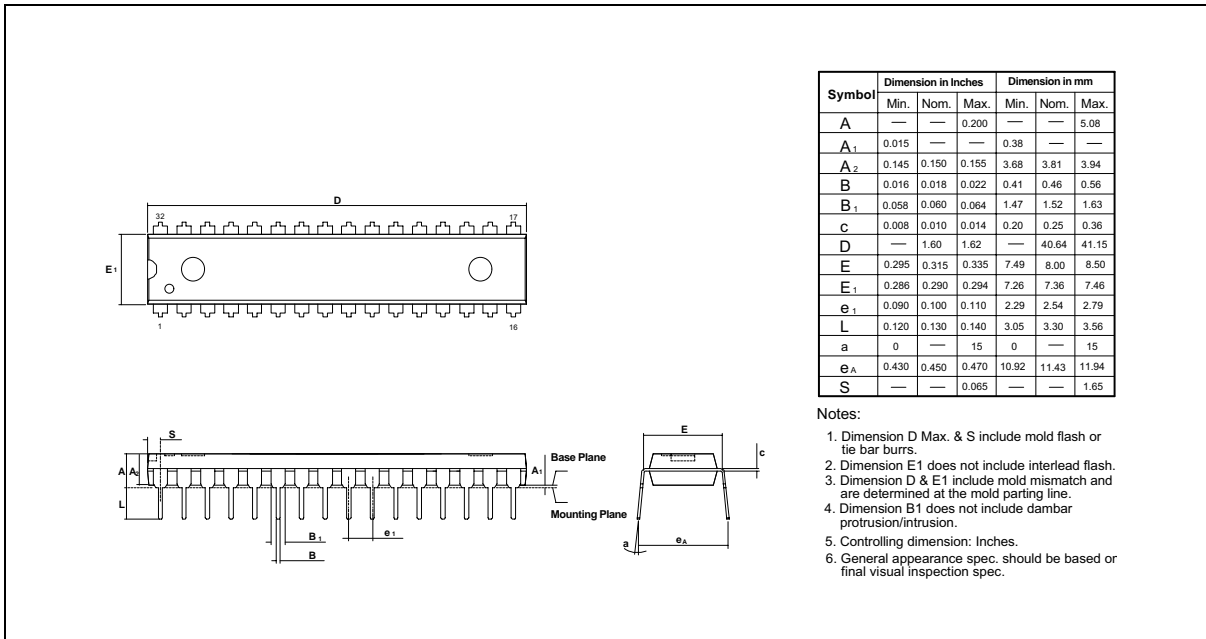 Symbol Dimension in Inches Dimension in mm
Min. Nom. Max. Min. Nom. Max.
A — — 0.200 — — 5.08
A1 0.015 — — 0.38 — —
A2 0.145 0.150 0.155 3.68 3.81 3.94
B 0.016 0.018 0.022 0.41 0.46 0.56
B1 0.058 0.060 0.064 1.47 1.52 1.63
c 0.008 0.010 0.014 0.20 0.25 0.36
D — 1.60 1.62 — 40.64 41.15
E 0.295 0.315 0.335 7.49 8.00 8.50
E1 0.286 0.290 0.294 7.26 7.36 7.46
e1 0.090 0.100 0.110 2.29 2.54 2.79
L 0.120 0.130 0.140 3.05 3.30 3.56
a 0 — 15 0 — 15
eA 0.430 0.450 0.470 10.92 11.43 11.94
S — — 0.065 — — 1.65
D
32 17
E1
1 16
S
A A2 A1 Base Plane
L Mounting Plane
B1 e1
B
E
c
a eA
Notes:
1. Dimension D Max. & S include mold flash or
tie bar burrs.
2. Dimension E1 does not include interlead flash.
3. Dimension D & E1 include mold mismatch and
are determined at the mold parting line.
4. Dimension B1 does not include dambar
protrusion/intrusion.
5. Controlling dimension: Inches.
6. General appearance spec. should be based on
final visual inspection spec.